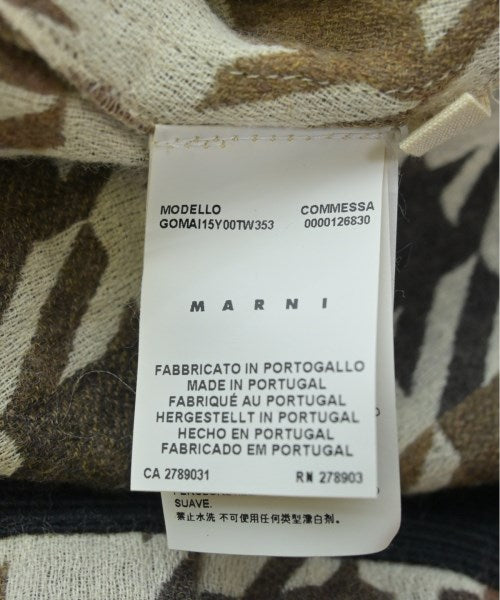 MODELLO COMMESSA
GOMAI15Y00TW353 0000126830
MARNI
FABBRICATO IN PORTOGALLO
MADE IN PORTUGAL
FABRIQUÉ AU PORTUGAL
HERGESTELLT IN PORTUGAL
HECHO EN PORTUGAL
FABRICADO EM PORTUGAL
CA 2789031 RN 278903
SUAVE.
禁止水洗 不可使用任何类型漂白剂。